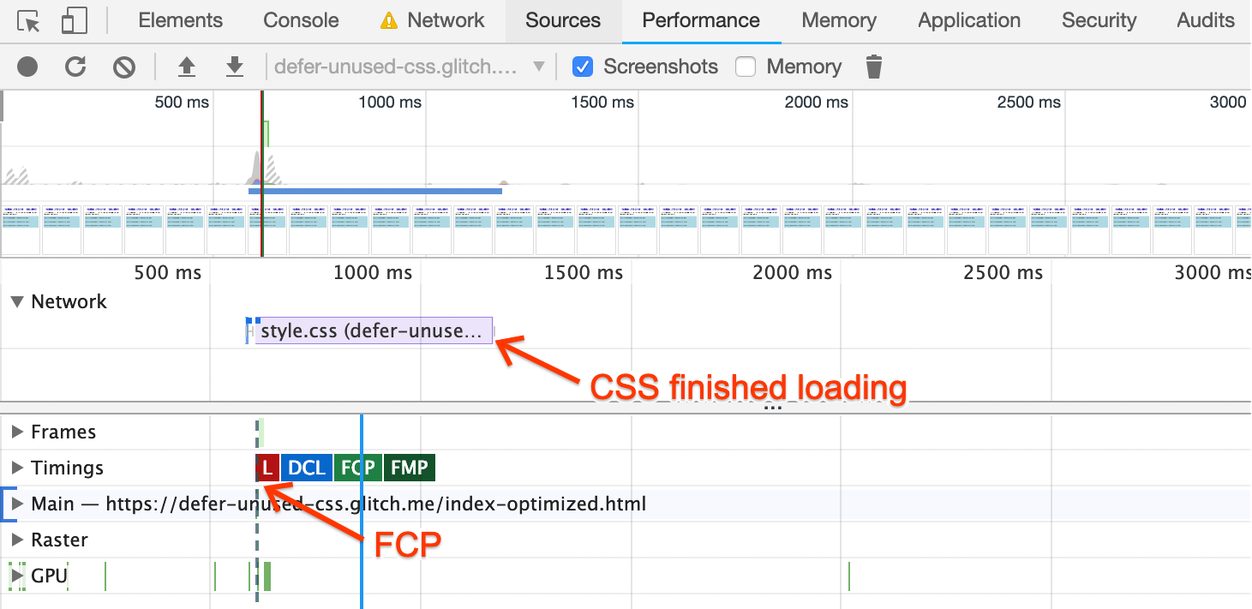 Elements Console Network Sources Performance Memory Application Security Audits
defer-unused-css.glitch.... Screenshots Memory
500 ms 1000 ms 1500 ms 2000 ms 2500 ms 3000
500 ms 1000 ms 1500 ms 2000 ms 2500 ms 3000 ms
Network
style.css (defer-unuse...
CSS finished loading
...
Frames
Timings L DCL FCP FMP
Main — https://defer-unused-css.glitch.me/index-optimized.html
Raster
FCP
GPU